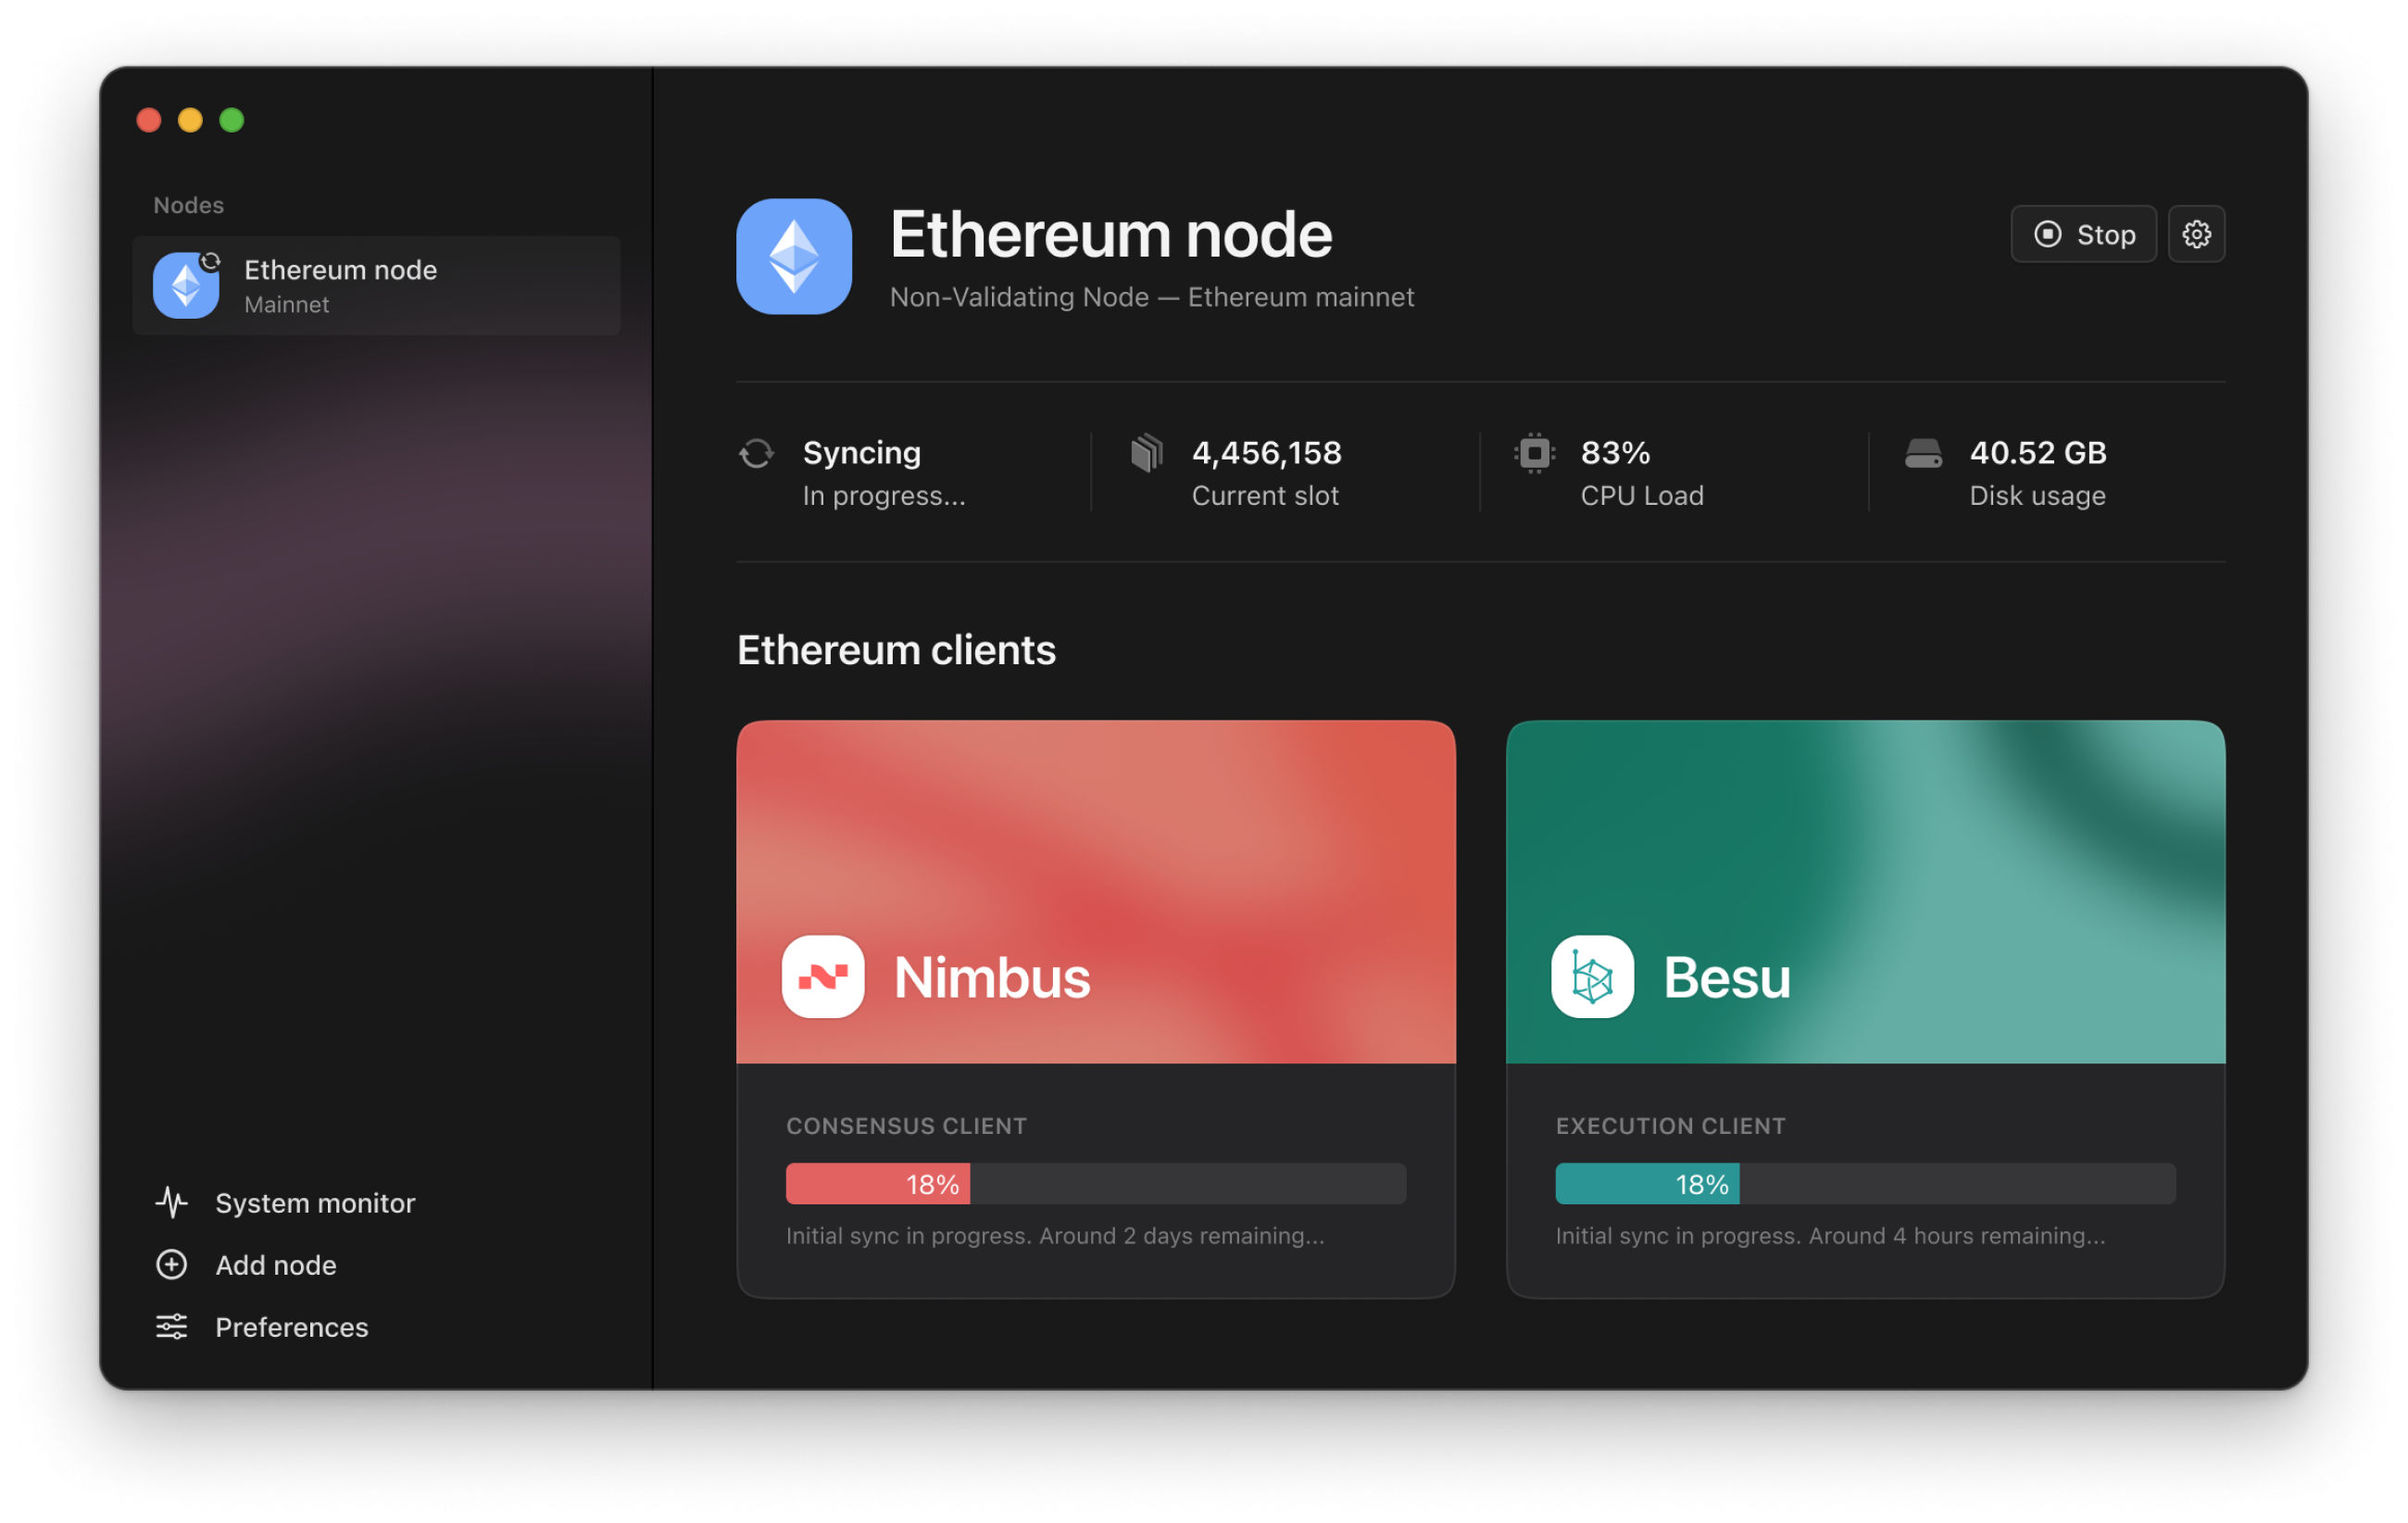 Nodes
Ethereum node
Mainnet
System monitor
Add node
Preferences
Ethereum node
Non-Validating Node — Ethereum mainnet
Stop
Syncing
In progress...
4,456,158
Current slot
83%
CPU Load
40.52 GB
Disk usage
Ethereum clients
Nimbus
CONSENSUS CLIENT
18%
Initial sync in progress. Around 2 days remaining...
Besu
EXECUTION CLIENT
18%
Initial sync in progress. Around 4 hours remaining...